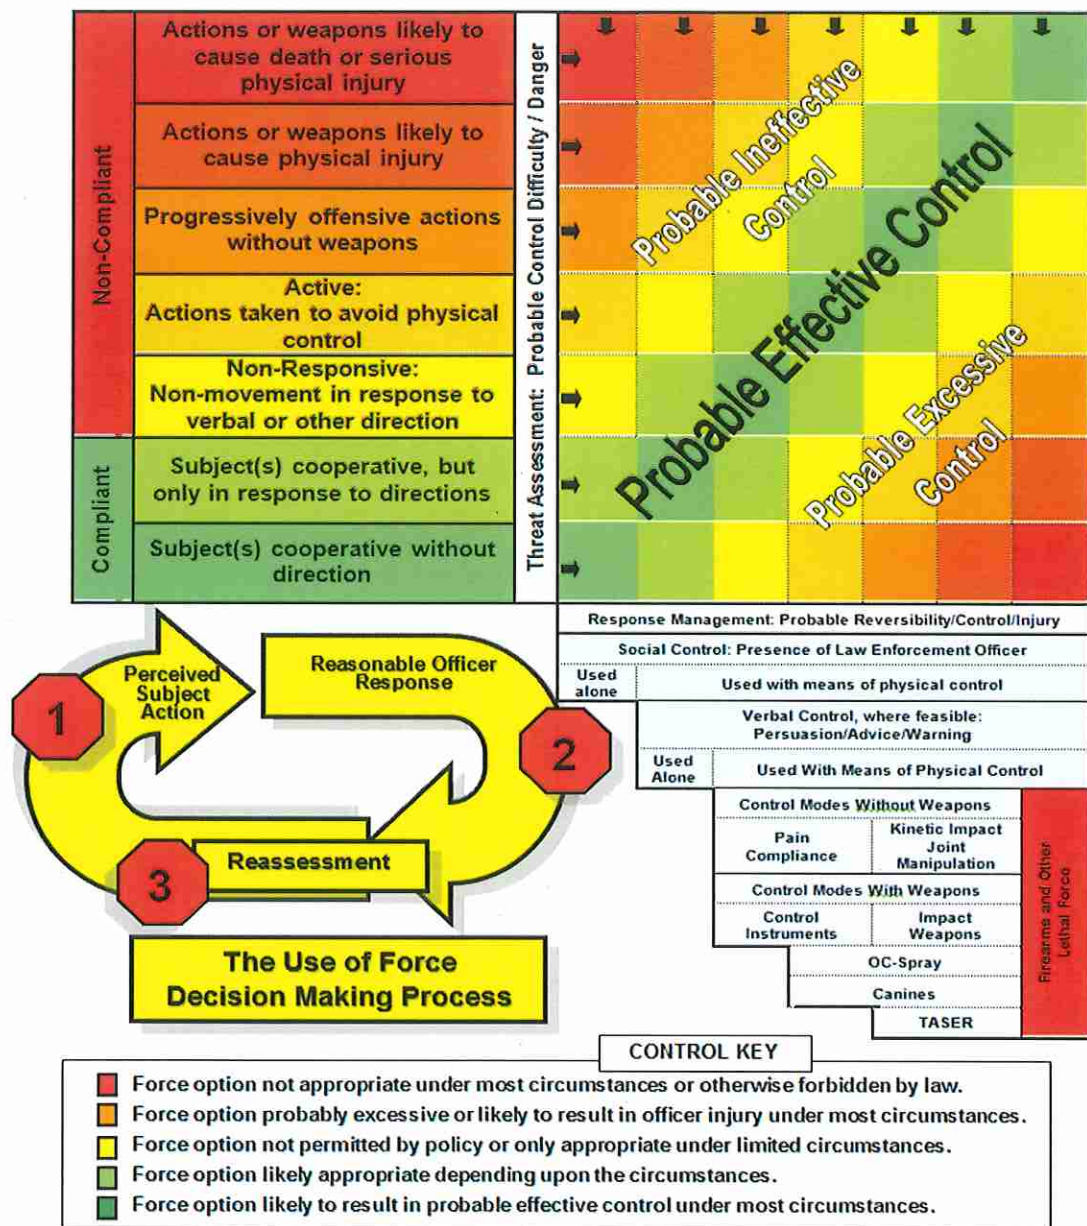 Non-Compliant
Actions or weapons likely to
cause death or serious
physical injury
Actions or weapons likely to
cause physical injury
Progressively offensive actions
without weapons
Active:
Actions taken to avoid physical
control
Non-Responsive:
Non-movement in response to
verbal or other direction
Compliant
Subject(s) cooperative, but
only in response to directions
Subject(s) cooperative without
direction
Threat Assessment: Probable Control Difficulty / Danger
Probable Ineffective
Control
Probable Effective Control
Probable Excessive
Control
Response Management: Probable Reversibility/Control/Injury
Social Control: Presence of Law Enforcement Officer
Used
alone
Used with means of physical control
Verbal Control, where feasible:
Persuasion/Advice/Warning
Used
Alone
Used With Means of Physical Control
Control Modes Without Weapons
Pain
Compliance
Kinetic Impact
Joint
Manipulation
Control Modes With Weapons
Control
Instruments
Impact
Weapons
OC-Spray
Canines
TASER
Firearms and Other
Lethal Force
1
Perceived
Subject
Action
Reasonable Officer
Response
2
3
Reassessment
The Use of Force
Decision Making Process
CONTROL KEY
Force option not appropriate under most circumstances or otherwise forbidden by law.
Force option probably excessive or likely to result in officer injury under most circumstances.
Force option not permitted by policy or only appropriate under limited circumstances.
Force option likely appropriate depending upon the circumstances.
Force option likely to result in probable effective control under most circumstances.